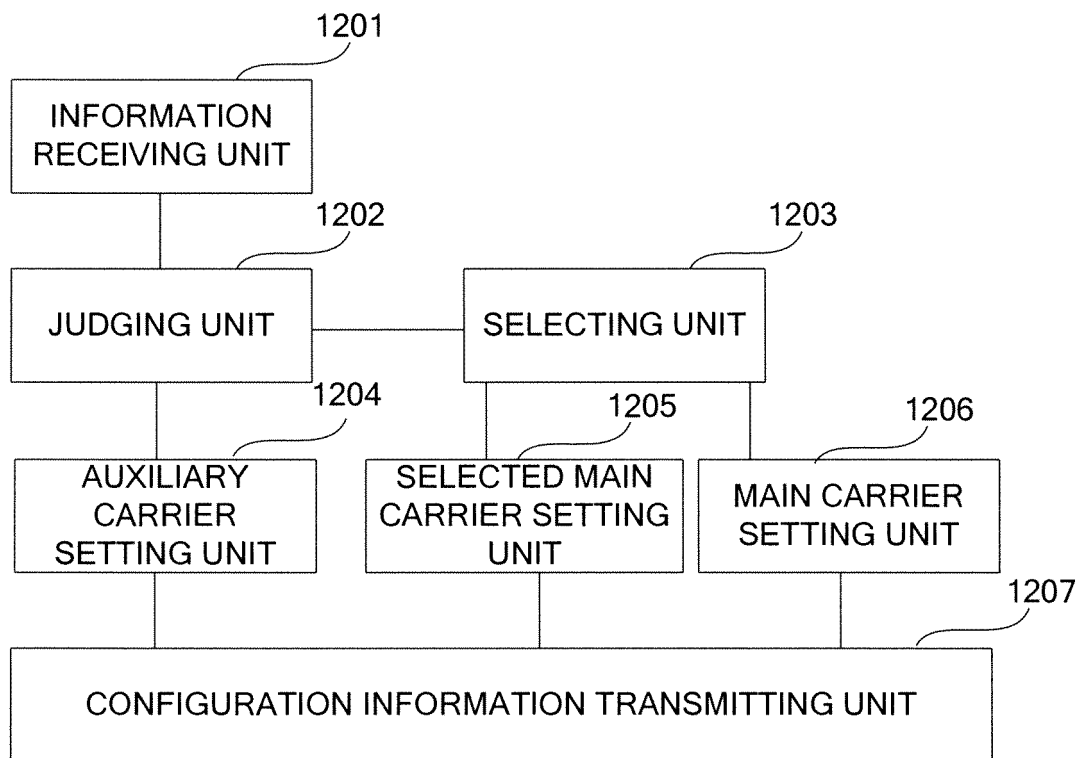 1201
INFORMATION
RECEIVING UNIT
1202
1203
JUDGING UNIT
SELECTING UNIT
1204
1205
1206
AUXILIARY
CARRIER
SETTING UNIT
SELECTED MAIN
CARRIER SETTING
UNIT
MAIN CARRIER
SETTING UNIT
1207
CONFIGURATION INFORMATION TRANSMITTING UNIT